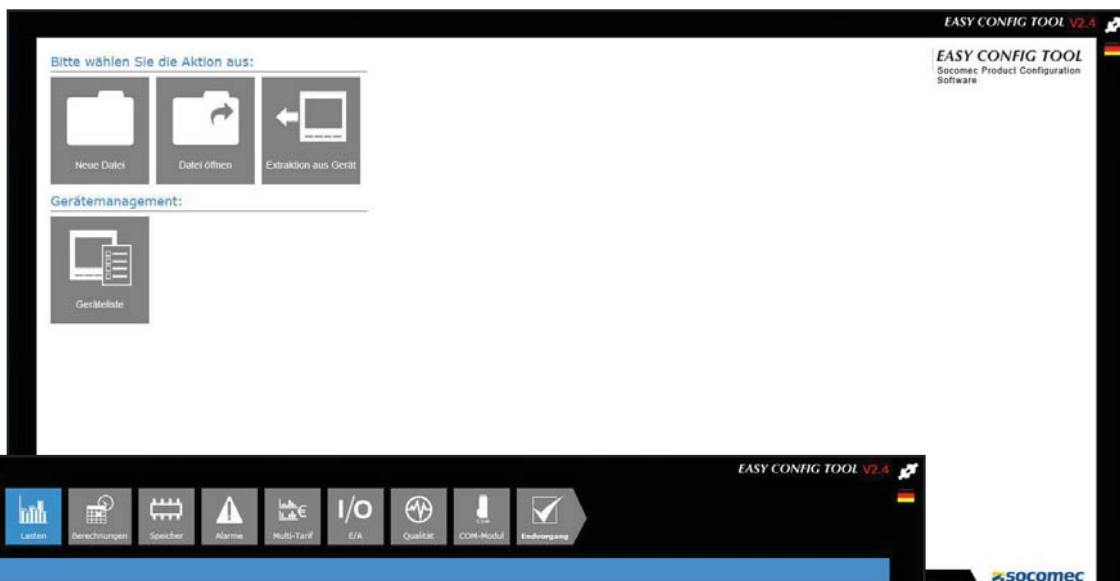 EASY CONFIG TOOL V2.4
EASY CONFIG TOOL
Socomec Product Configuration
Software
Bitte wählen Sie die Aktion aus:
Neue Datei
Datei öffnen
Extraktion aus Gerät
Gerätemanagement:
Geräteliste
EASY CONFIG TOOL V2.4
Lasten
Berechnungen
Speicher
Alarme
Multi-Tarif
I/O
E/A
Qualität
COM
COM-Modul
Endvorgang
socomec